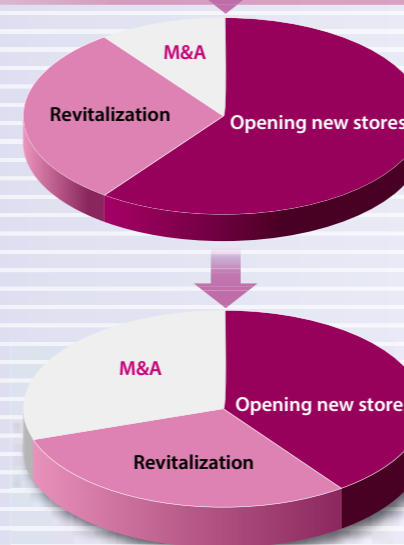 M&A
Revitalization
Opening new stores
M&A
Opening new store
Revitalization